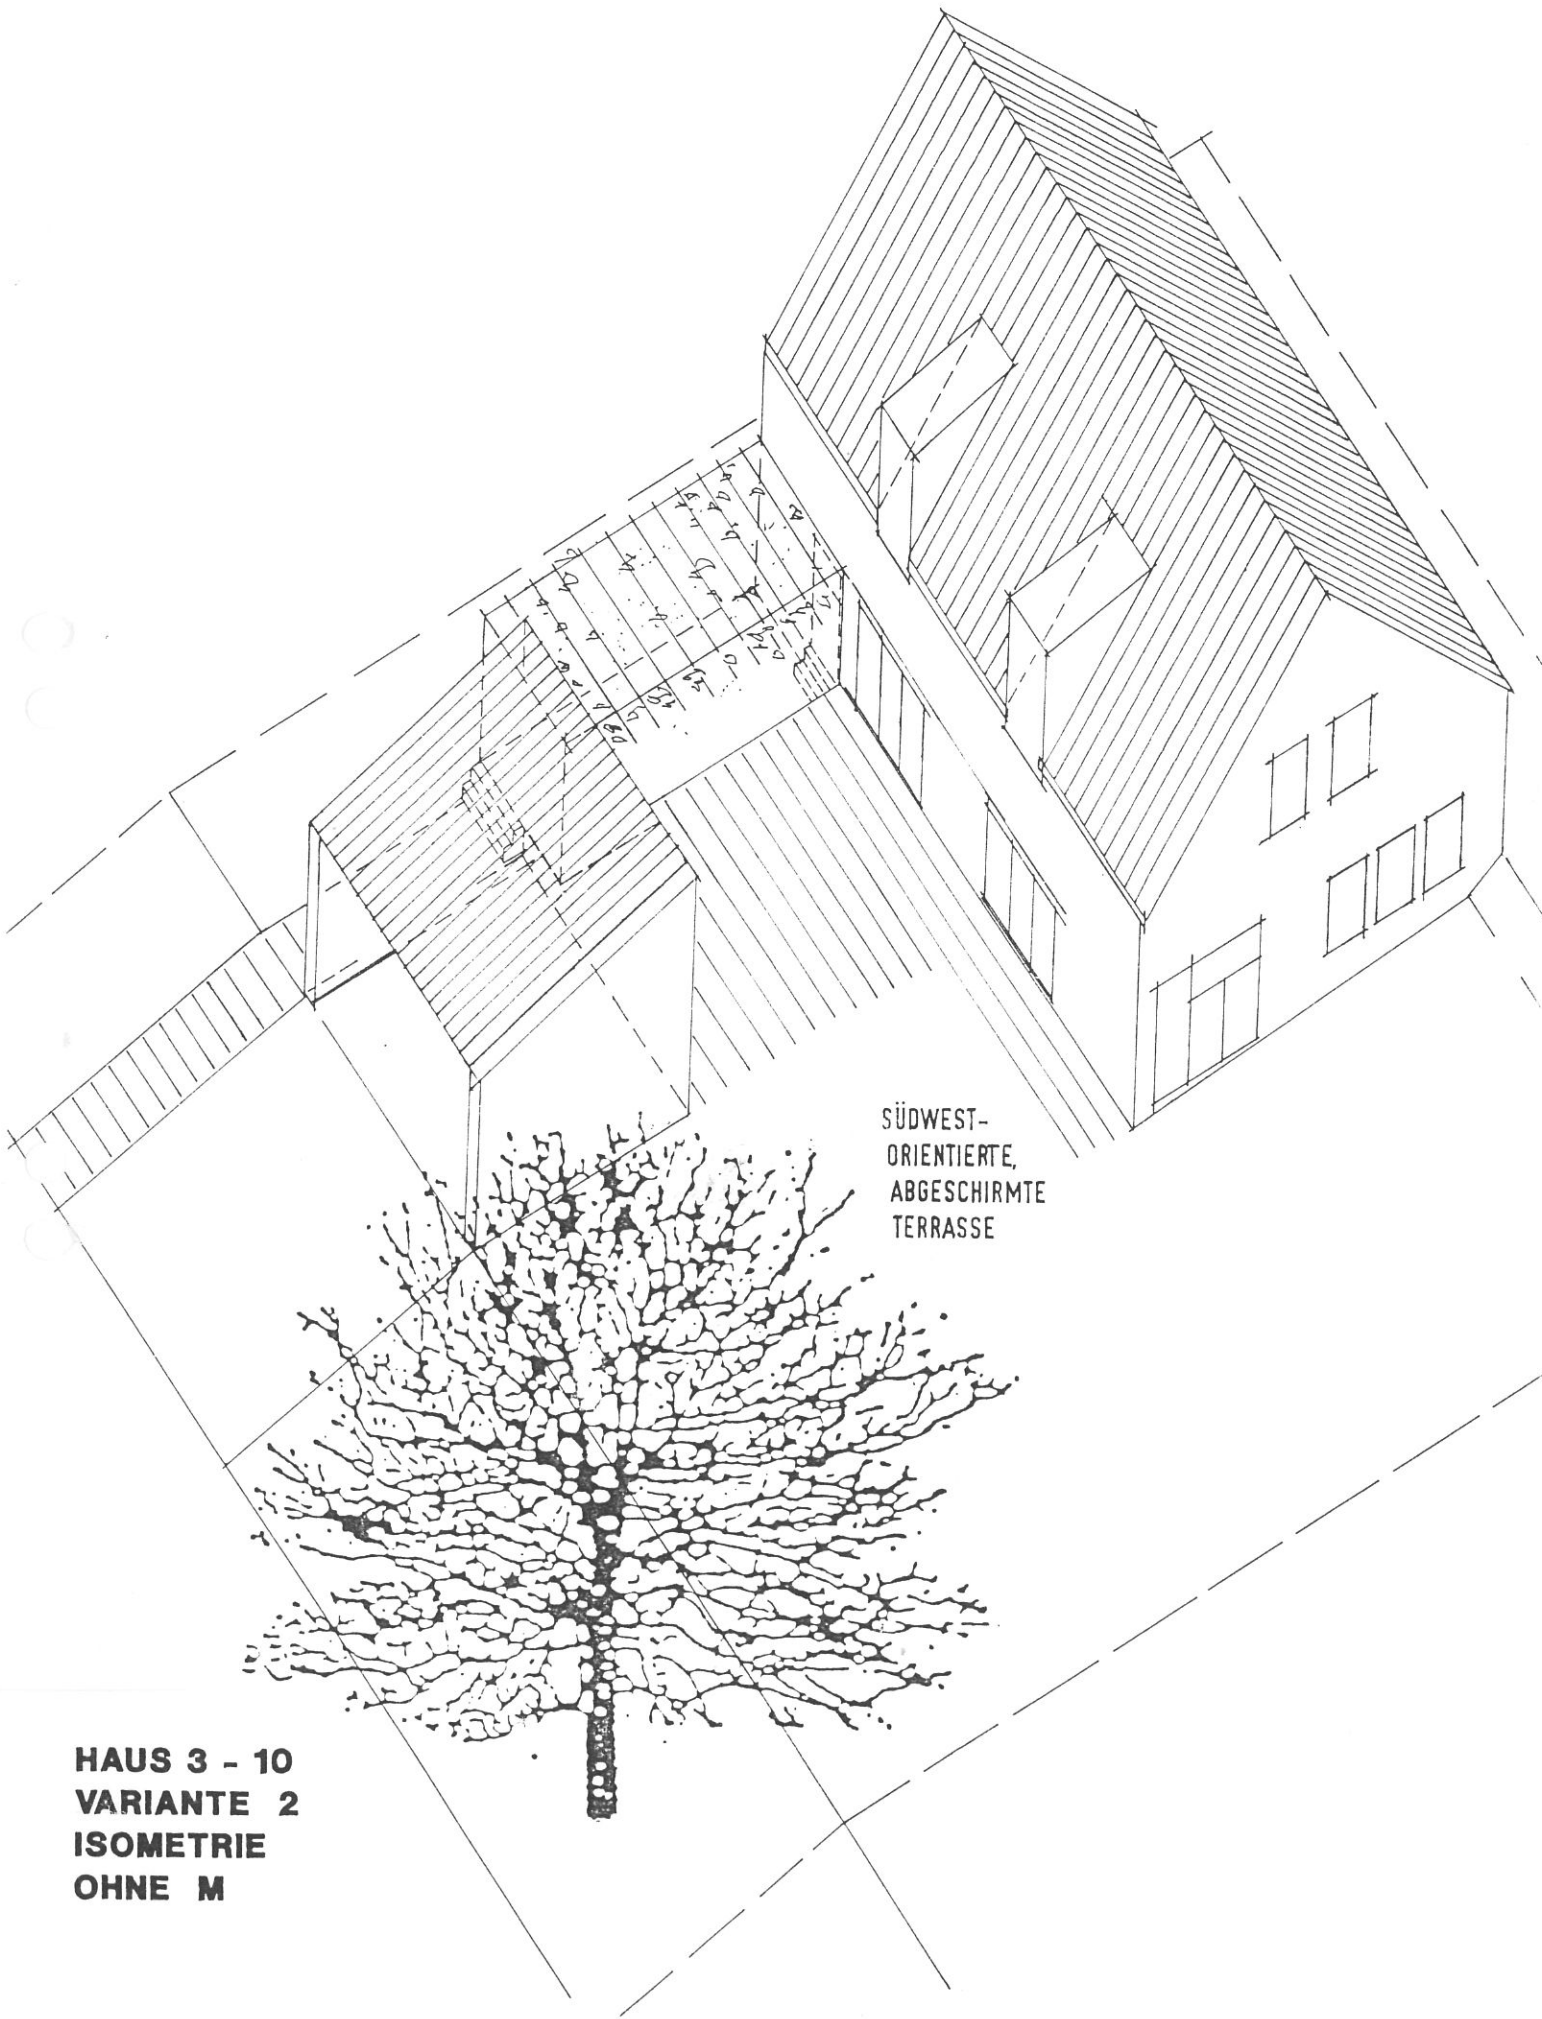 SÜDWEST-
ORIENTIERTE,
ABGESCHIRMTE
TERRASSE
HAUS 3 - 10
VARIANTE 2
ISOMETRIE
OHNE M